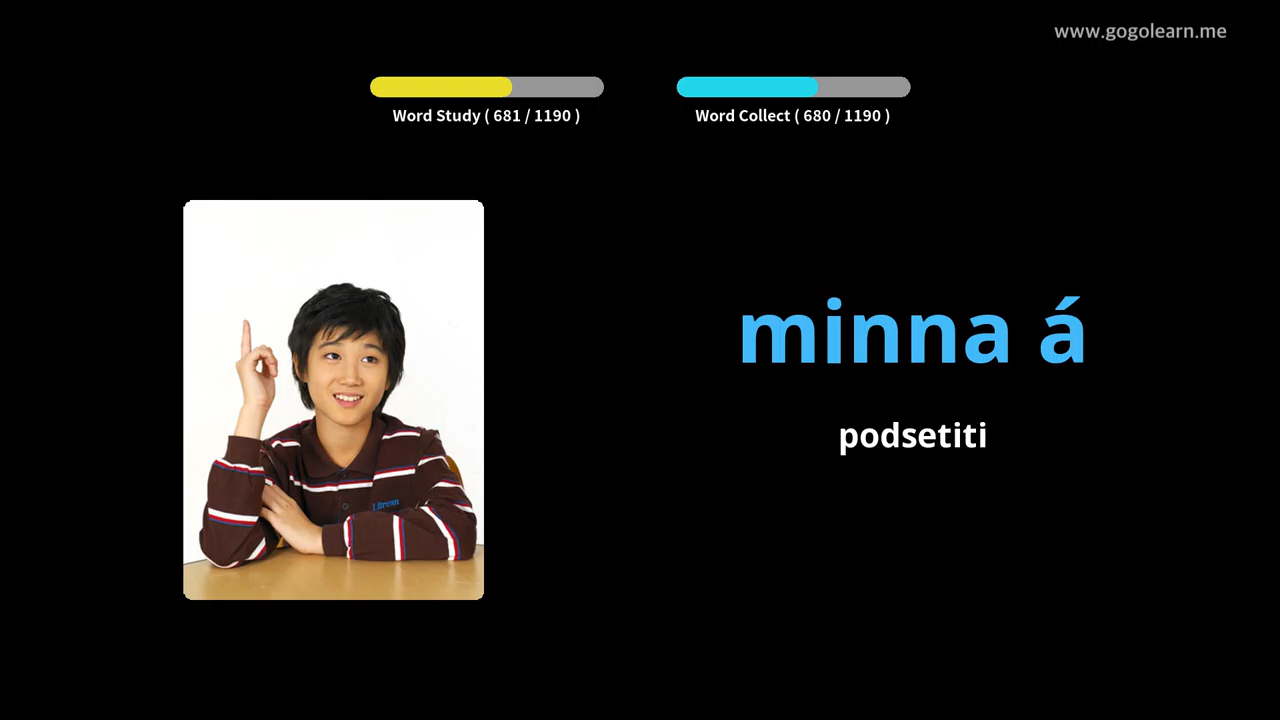 www.gogolearn.me
Word Study ( 681 / 1190 )
Word Collect ( 680 / 1190 )
minna á
podsetiti